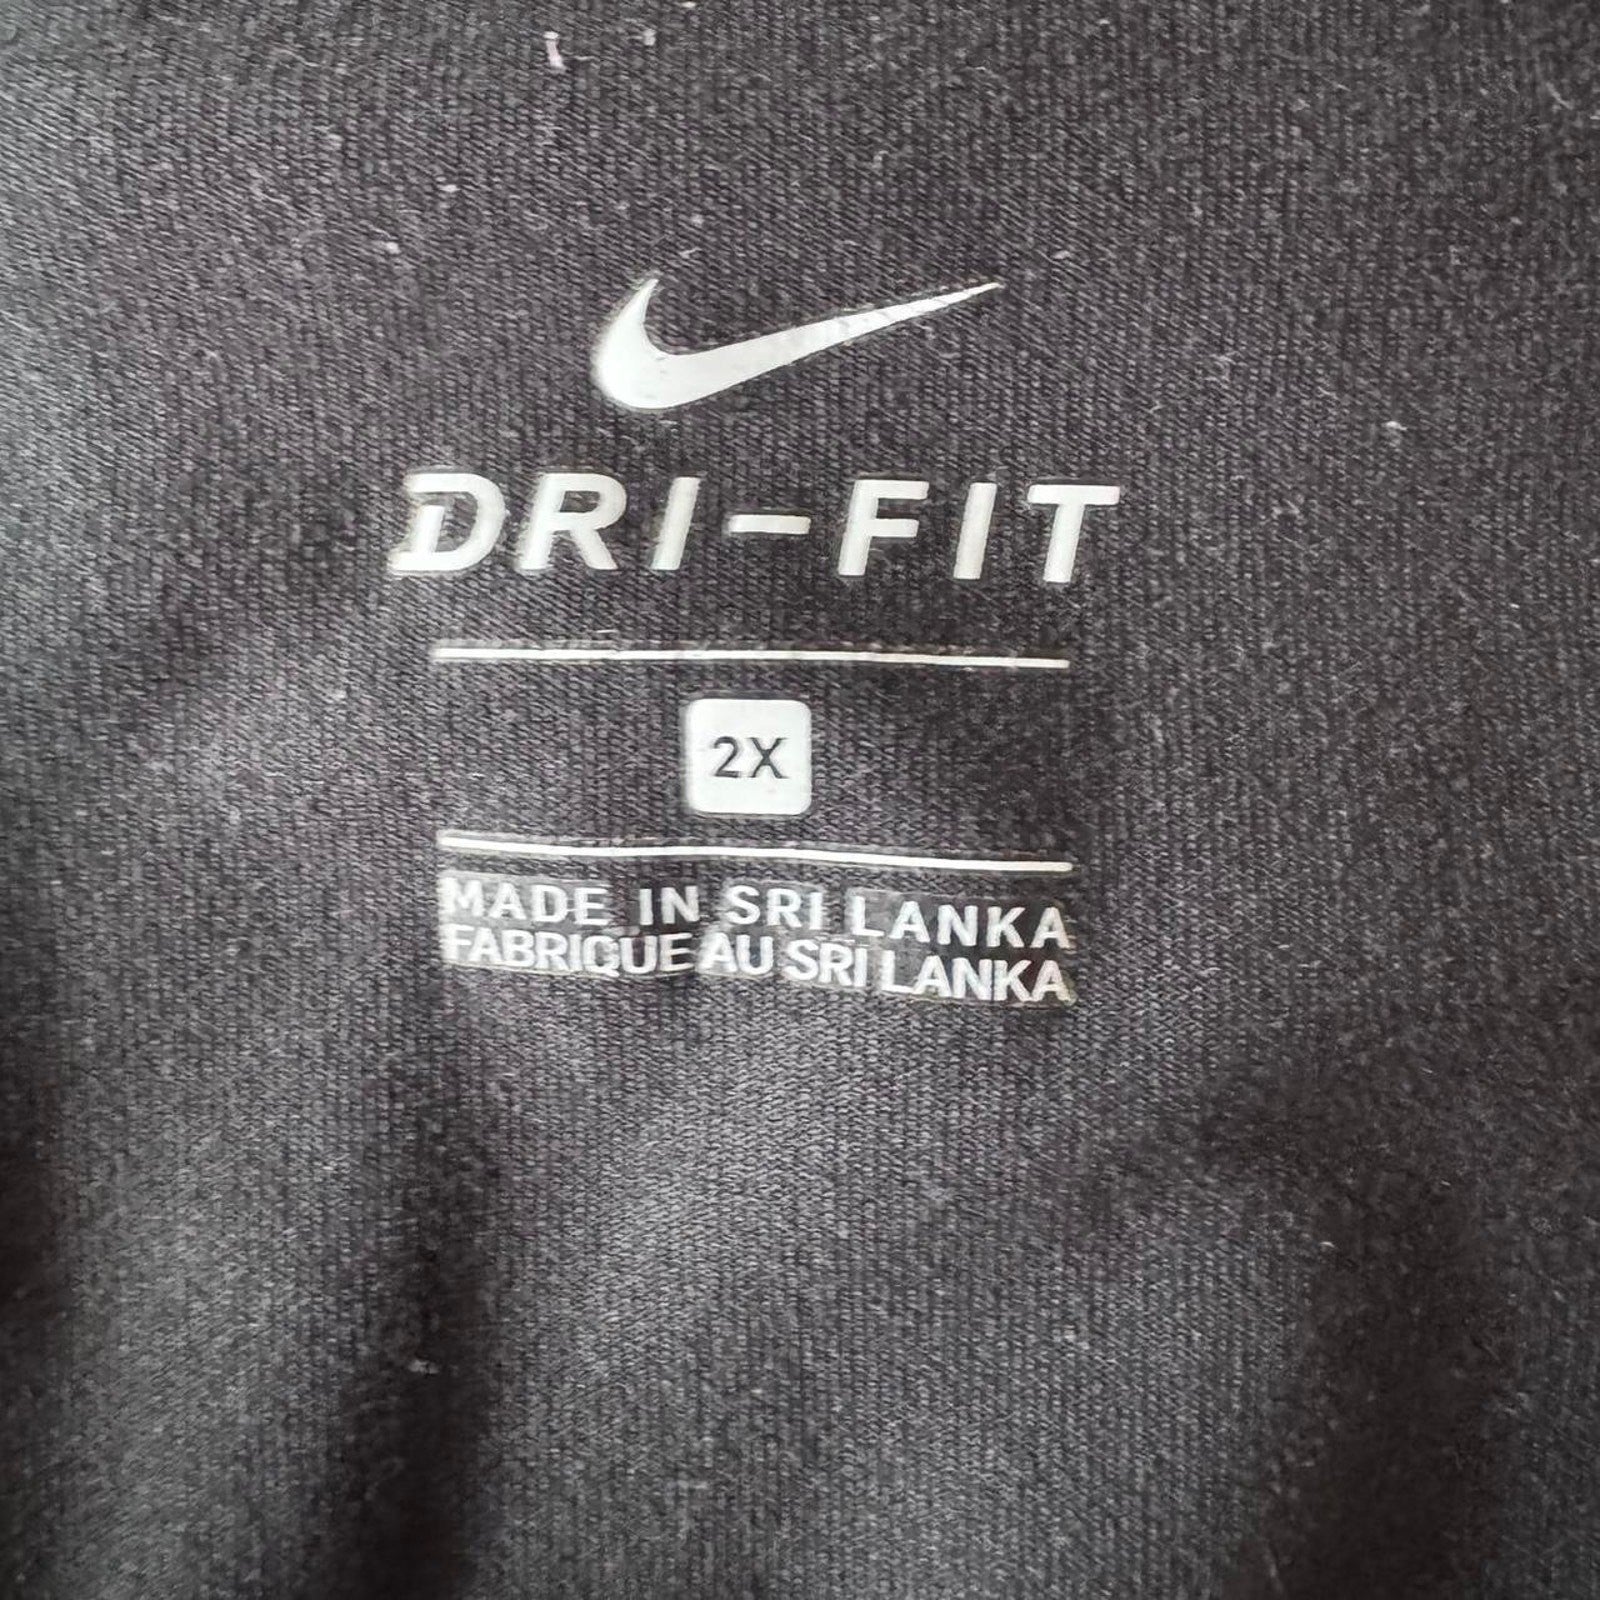 DRI-FIT
2X
MADE IN SRI LANKA
FABRIQUE AU SRI LANKA